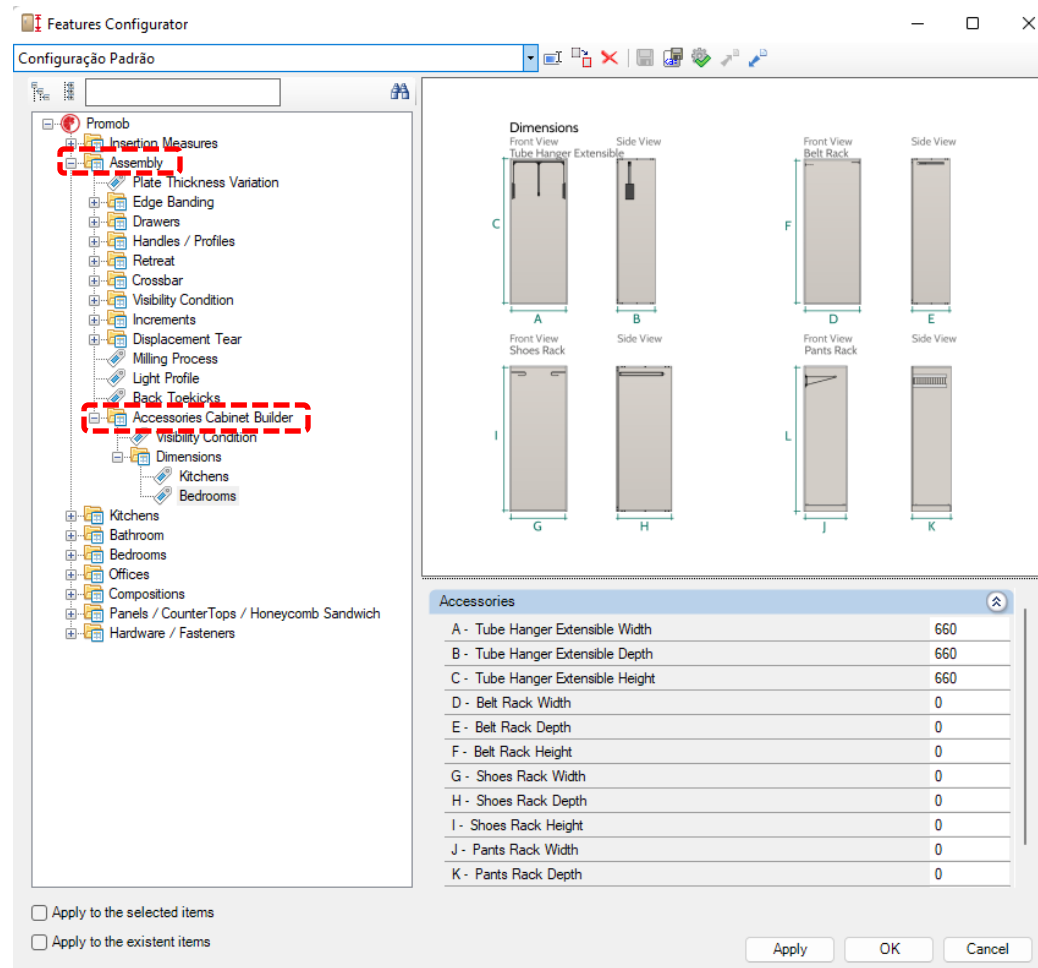 Features Configurator
Configuração Padrão
Promob
Insertion Measures
Assembly
Plate Thickness Variation
Edge Banding
Drawers
Handles / Profiles
Retreat
Crossbar
Visibility Condition
Increments
Displacement Tear
Milling Process
Light Profile
Back Toekicks
Accessories Cabinet Builder
Visibility Condition
Dimensions
Kitchens
Bedrooms
Kitchens
Bathroom
Bedrooms
Offices
Compositions
Panels / CounterTops / Honeycomb Sandwich
Hardware / Fasteners
Dimensions
Front View Side View Front View Side View
Tube Hanger Extensible Belt Rack
C F
A B D E
Front View Side View Front View Side View
Shoes Rack Pants Rack
I L
G H J K
Accessories
A - Tube Hanger Extensible Width 660
B - Tube Hanger Extensible Depth 660
C - Tube Hanger Extensible Height 660
D - Belt Rack Width 0
E - Belt Rack Depth 0
F - Belt Rack Height 0
G - Shoes Rack Width 0
H - Shoes Rack Depth 0
I - Shoes Rack Height 0
J - Pants Rack Width 0
K - Pants Rack Depth 0
Apply to the selected items
Apply to the existent items
Apply OK Cancel